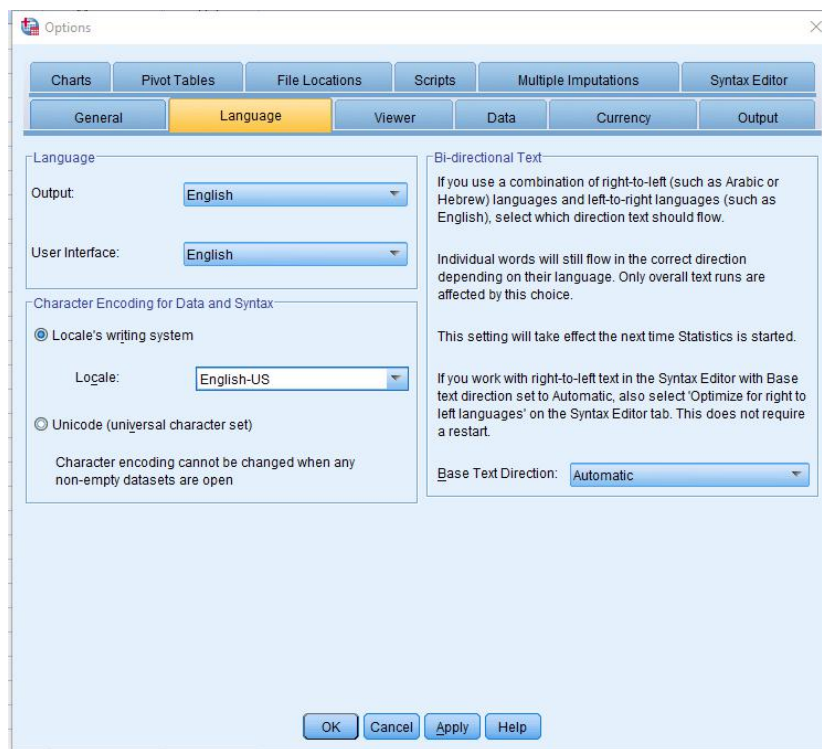 Options
Charts Pivot Tables File Locations Scripts Multiple Imputations Syntax Editor
General Language Viewer Data Currency Output
Language
Output: English
User Interface: English
Character Encoding for Data and Syntax
Locale's writing system
Locale: English-US
Unicode (universal character set)
Character encoding cannot be changed when any
non-empty datasets are open
Bi-directional Text
If you use a combination of right-to-left (such as Arabic or
Hebrew) languages and left-to-right languages (such as
English), select which direction text should flow.
Individual words will still flow in the correct direction
depending on their language. Only overall text runs are
affected by this choice.
This setting will take effect the next time Statistics is started.
If you work with right-to-left text in the Syntax Editor with Base
text direction set to Automatic, also select 'Optimize for right to
left languages' on the Syntax Editor tab. This does not require
a restart.
Base Text Direction: Automatic
OK Cancel Apply Help